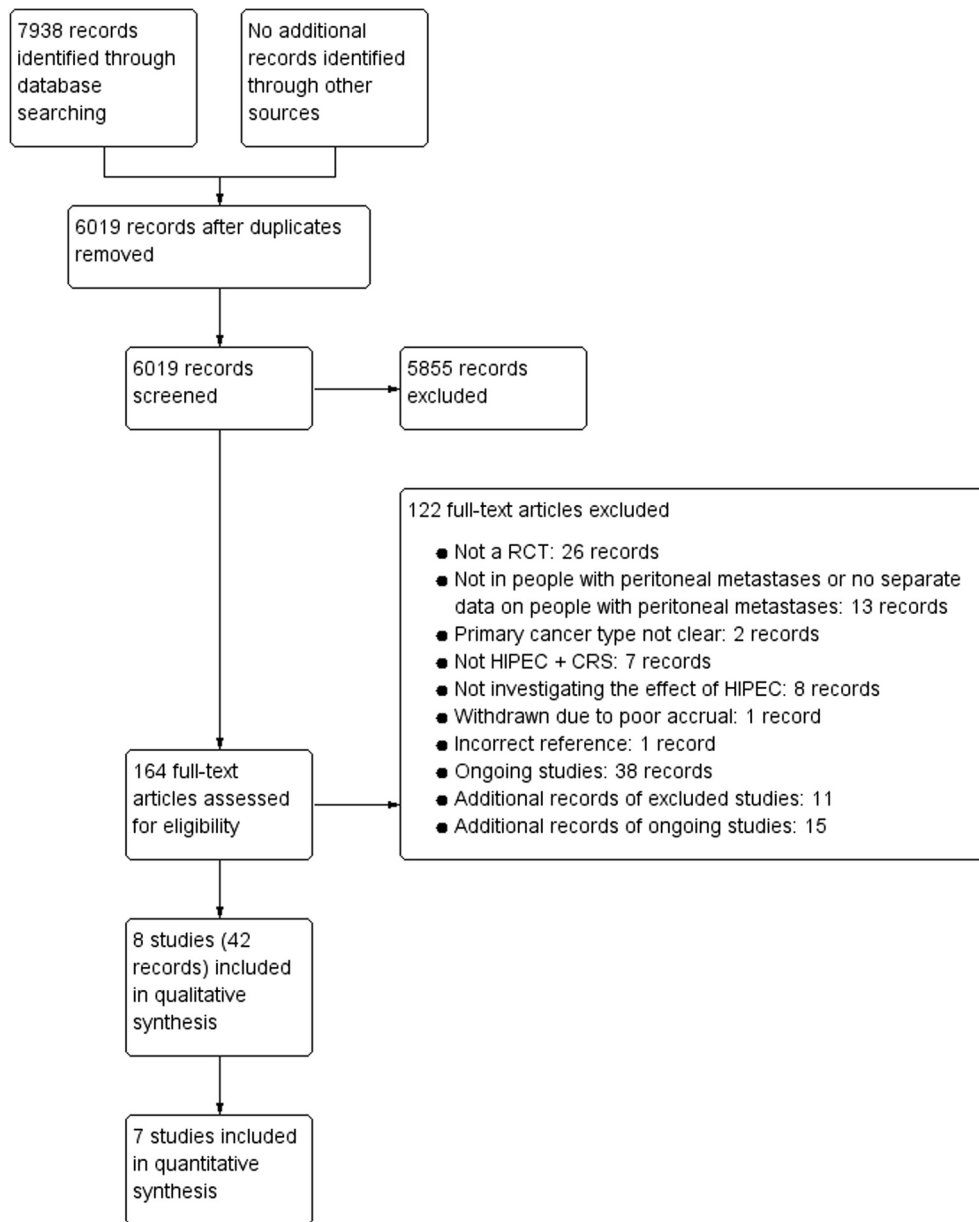 7938 records
identified through
database
searching
No additional
records identified
through other
sources
6019 records after duplicates
removed
6019 records
screened
5855 records
excluded
122 full-text articles excluded
● Not a RCT: 26 records
● Not in people with peritoneal metastases or no separate
data on people with peritoneal metastases: 13 records
● Primary cancer type not clear: 2 records
● Not HIPEC + CRS: 7 records
● Not investigating the effect of HIPEC: 8 records
● Withdrawn due to poor accrual: 1 record
● Incorrect reference: 1 record
● Ongoing studies: 38 records
● Additional records of excluded studies: 11
● Additional records of ongoing studies: 15
164 full-text
articles assessed
for eligibility
8 studies (42
records) included
in qualitative
synthesis
7 studies included
in quantitative
synthesis